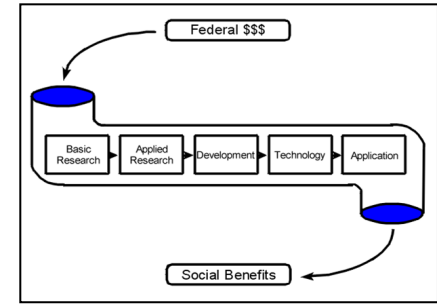 Federal $$$
Basic
Research
Applied
Research
Development
Technology
Application
Social Benefits